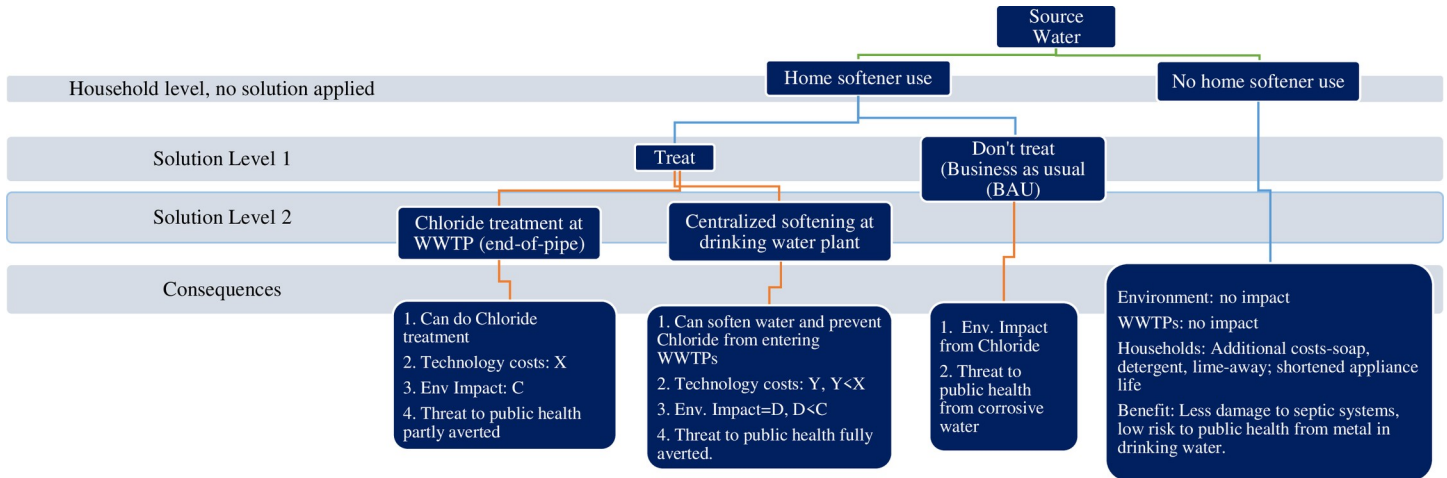 Source
Water
Household level, no solution applied
Home softener use
No home softener use
Solution Level 1
Treat
Don't treat
(Business as usual
(BAU)
Solution Level 2
Chloride treatment at
WWTP (end-of-pipe)
Centralized softening at
drinking water plant
Consequences
1. Can do Chloride
treatment
2. Technology costs: X
3. Env Impact: C
4. Threat to public health
partly averted
1. Can soften water and prevent
Chloride from entering
WWTPs
2. Technology costs: Y, Y<X
3. Env. Impact=D, D<C
4. Threat to public health fully
averted.
1. Env. Impact
from Chloride
2. Threat to
public health
from corrosive
water
Environment: no impact
WWTPs: no impact
Households: Additional costs-soap,
detergent, lime-away; shortened appliance
life
Benefit: Less damage to septic systems,
low risk to public health from metal in
drinking water.